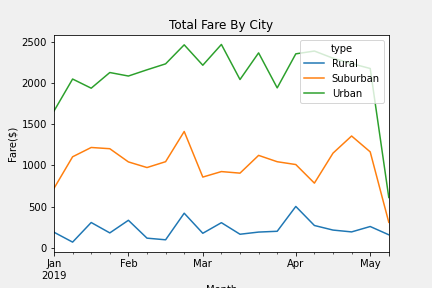 Total Fare By City
type
Rural
Suburban
Urban
Fare($)
2500
2000
1500
1000
500
0
Jan Feb Mar Apr May
2019
Month